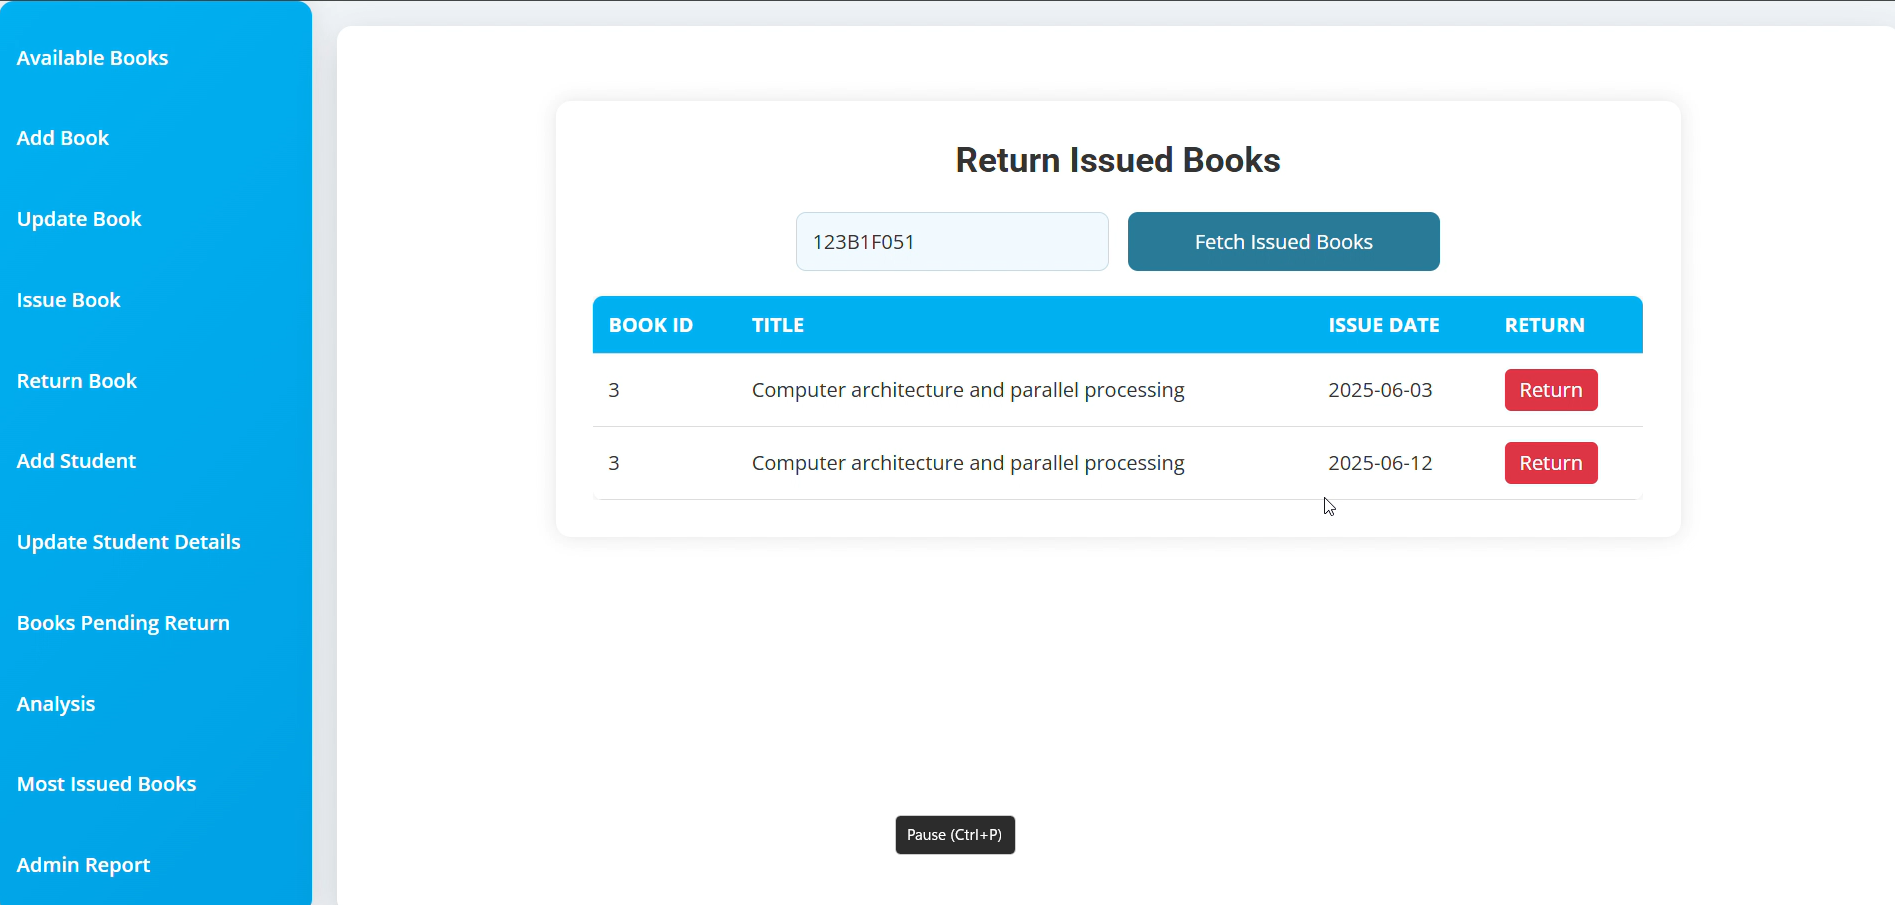 Available Books
Add Book
Update Book
Issue Book
Return Book
Add Student
Update Student Details
Books Pending Return
Analysis
Most Issued Books
Admin Report
Return Issued Books
123B1F051 Fetch Issued Books
BOOK ID TITLE ISSUE DATE RETURN
3 Computer architecture and parallel processing 2025-06-03 Return
3 Computer architecture and parallel processing 2025-06-12 Return
Pause (Ctrl+P)